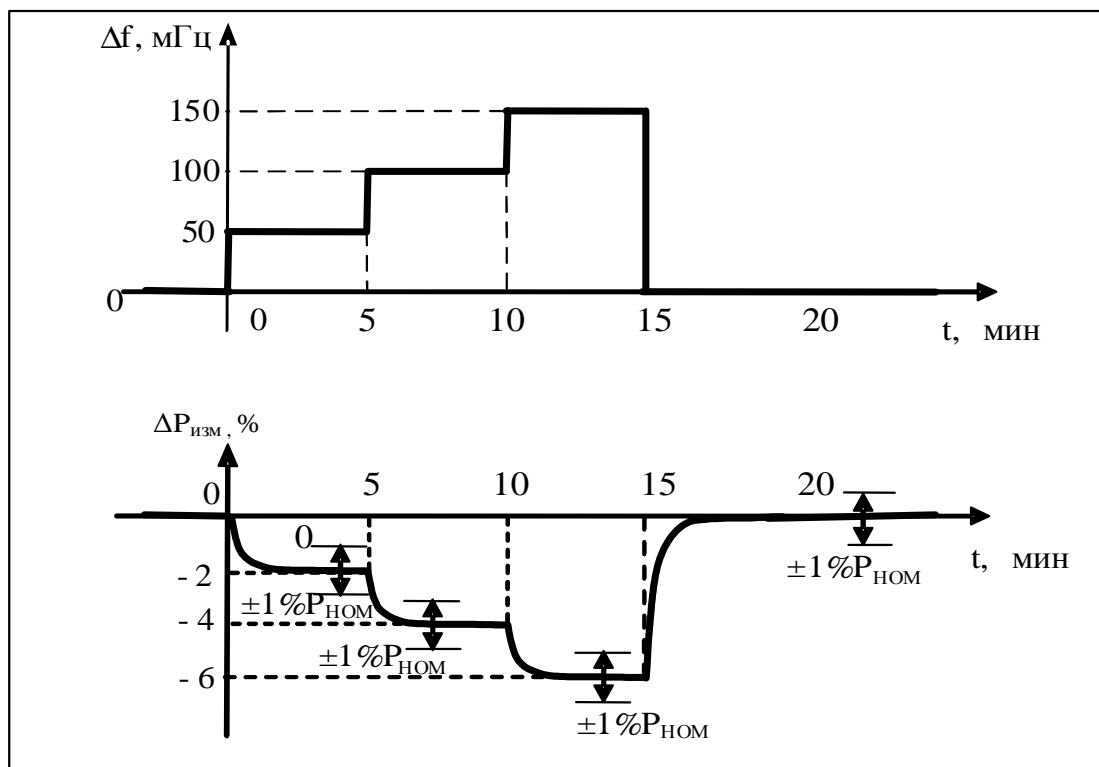 Δf, мГц
150
100
50
0
0 5 10 15 20
t, мин
ΔPизм, %
0 5 10 15 20
0
t, мин
- 2
±1%PНОМ
±1%PНОМ
- 4
±1%PНОМ
- 6
±1%PНОМ